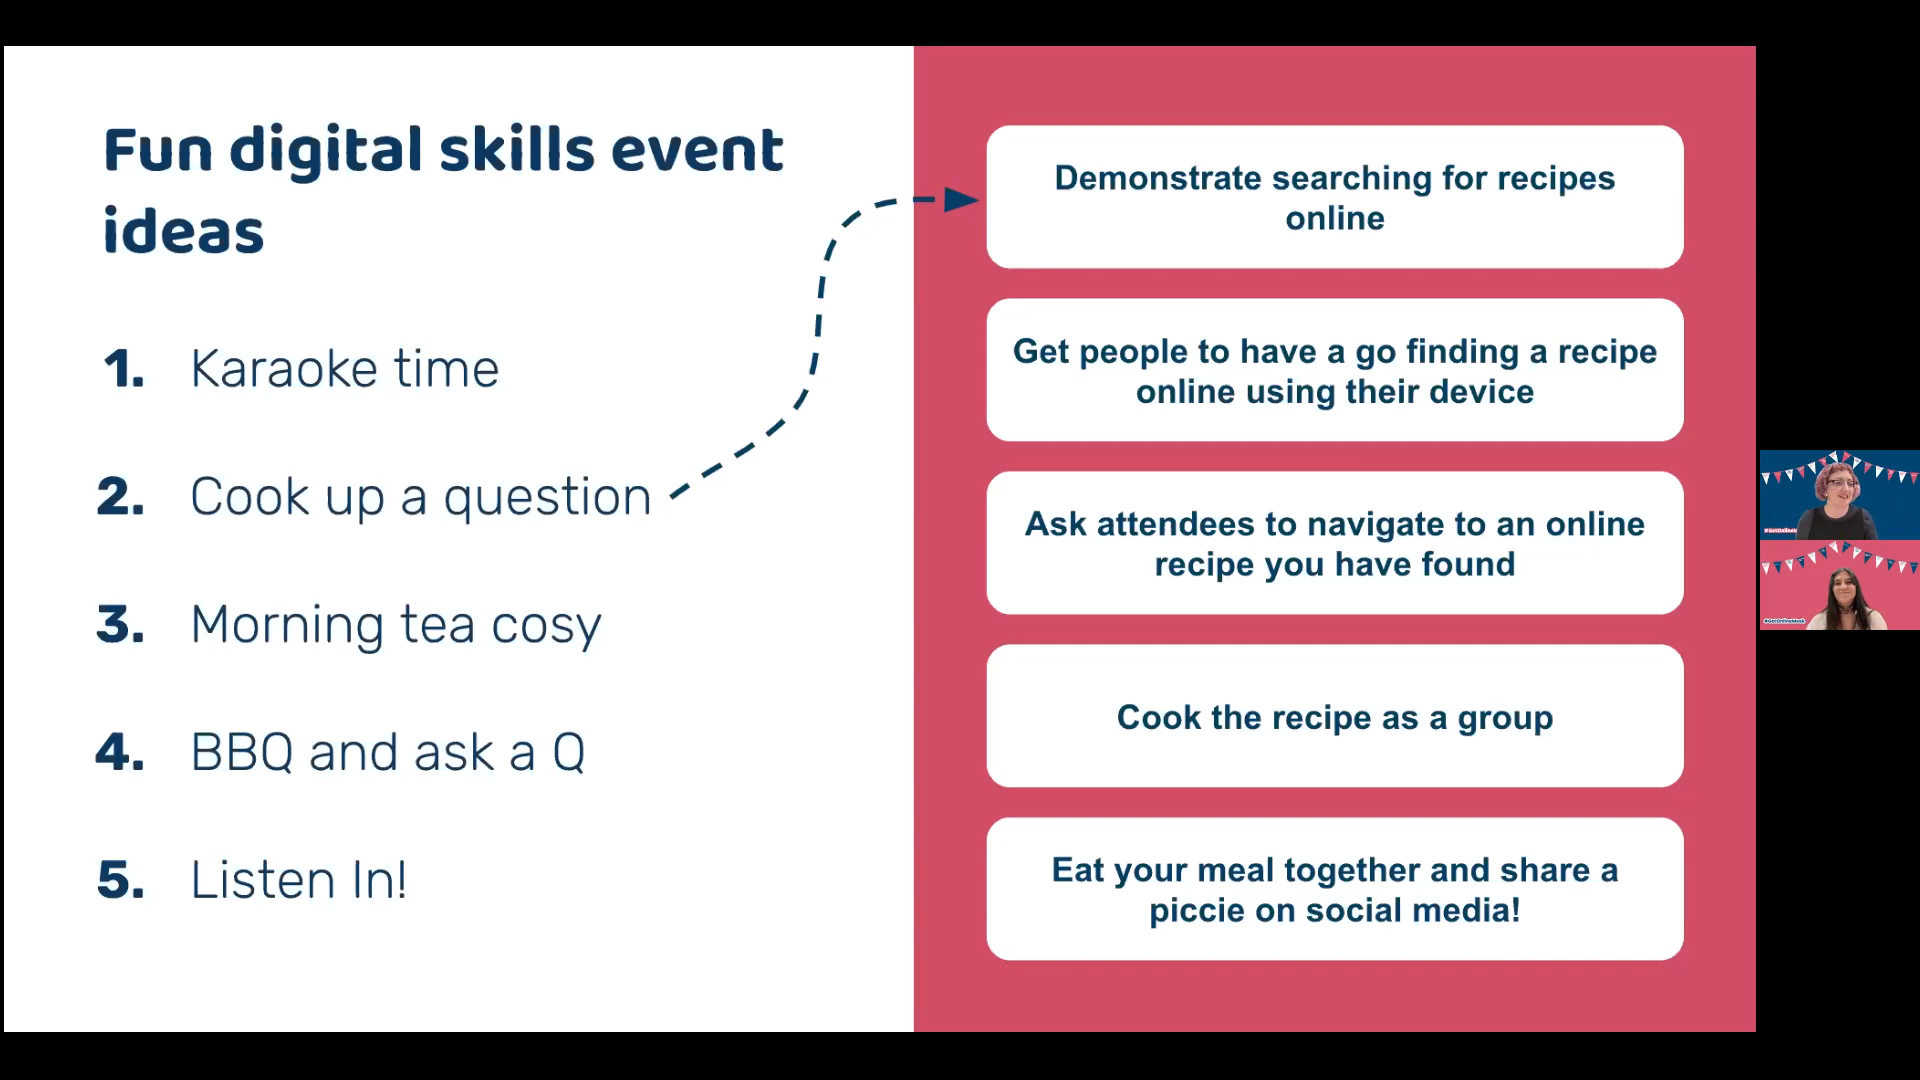 Fun digital skills event
ideas
1. Karaoke time
2. Cook up a question
3. Morning tea cosy
4. BBQ and ask a Q
5. Listen In!
Demonstrate searching for recipes
online
Get people to have a go finding a recipe
online using their device
Ask attendees to navigate to an online
recipe you have found
Cook the recipe as a group
Eat your meal together and share a
piccie on social media!
#GetOnlineWeek